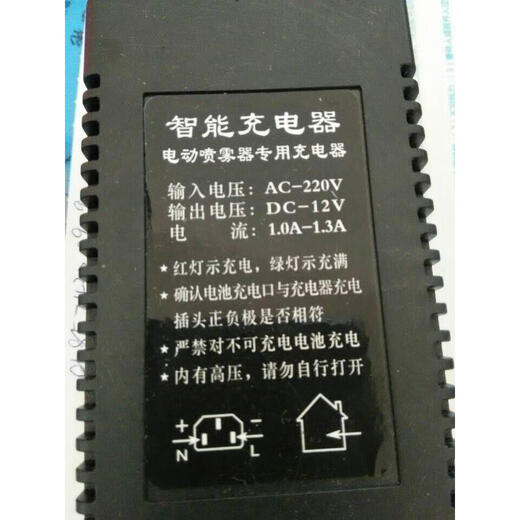 智能充电器
电动喷雾器专用充电器
输入电压：AC-220V
输出电压：DC-12V
电 流：1.0A-1.3A
★红灯示充电，绿灯示充满
★确认电池充电口与充电器充电
插头正负极是否相符
★严禁对不可充电电池充电
★内有高压，请勿自行打开
+ −
N L